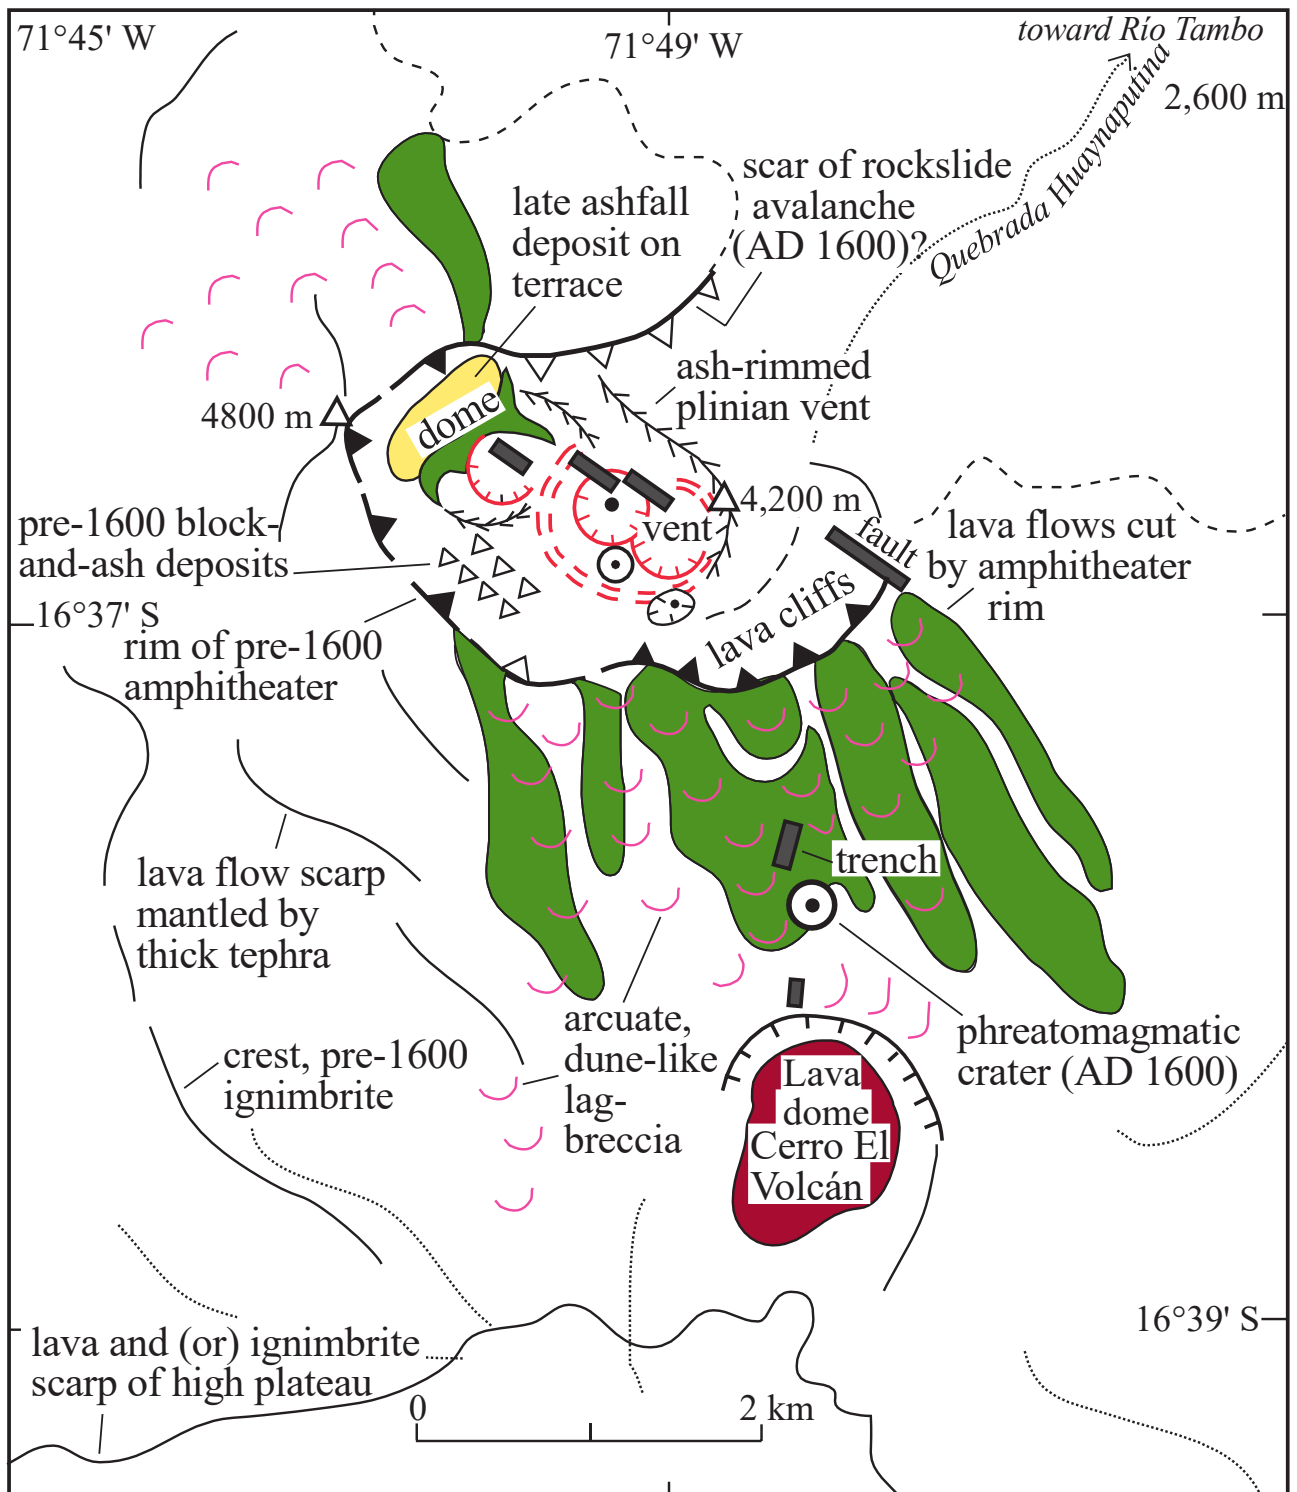 71°45' W
71°49' W
toward Río Tambo
2,600 m
Quebrada Huaynaputina
scar of rockslide
avalanche
(AD 1600)?
late ashfall
deposit on
terrace
ash-rimmed
plinian vent
4800 m
dome
4,200 m
vent
fault
lava flows cut
by amphitheater
rim
pre-1600 block-
and-ash deposits
16°37' S
rim of pre-1600
amphitheater
lava cliffs
trench
lava flow scarp
mantled by
thick tephra
arcuate,
dune-like
lag-
breccia
phreatomagmatic
crater (AD 1600)
crest, pre-1600
ignimbrite
Lava
dome
Cerro El
Volcán
16°39' S
lava and (or) ignimbrite
scarp of high plateau
0
2 km